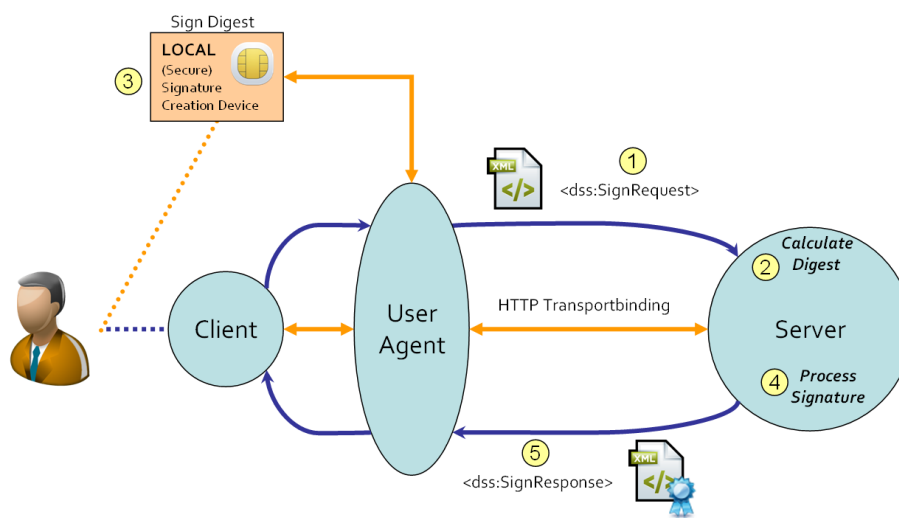 Sign Digest
3
LOCAL
(Secure)
Signature
Creation Device
XML
</>
1
<dss:SignRequest>
Calculate
2
Digest
Client
User
Agent
HTTP Transportbinding
Server
4
Process
Signature
5
<dss:SignResponse>
XML
</>